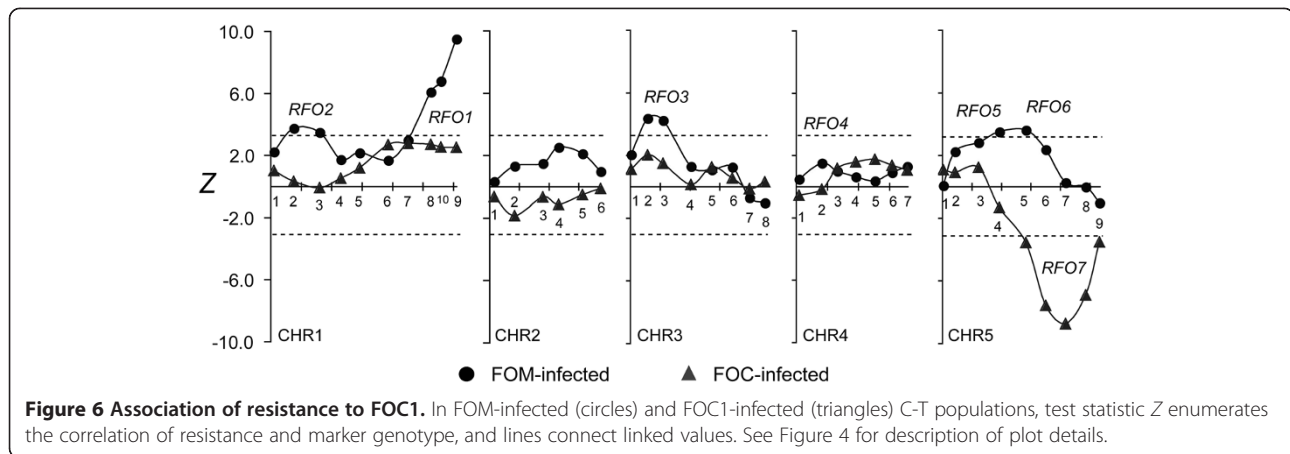 10.0
6.0
2.0
Z
-2.0
-6.0
-10.0
RFO2
RFO1
1 2 3 4 5 6 7 8 10 9
CHR1
1 2 3 4 5 6
CHR2
RFO3
1 2 3 4 5 6 7 8
CHR3
RFO4
1 2 3 4 5 6 7
CHR4
RFO5
RFO6
1 2 3 4 5 6 7 8 9
RFO7
CHR5
FOM-infected FOC-infected
Figure 6 Association of resistance to FOC1. In FOM-infected (circles) and FOC1-infected (triangles) C-T populations, test statistic Z enumerates
the correlation of resistance and marker genotype, and lines connect linked values. See Figure 4 for description of plot details.